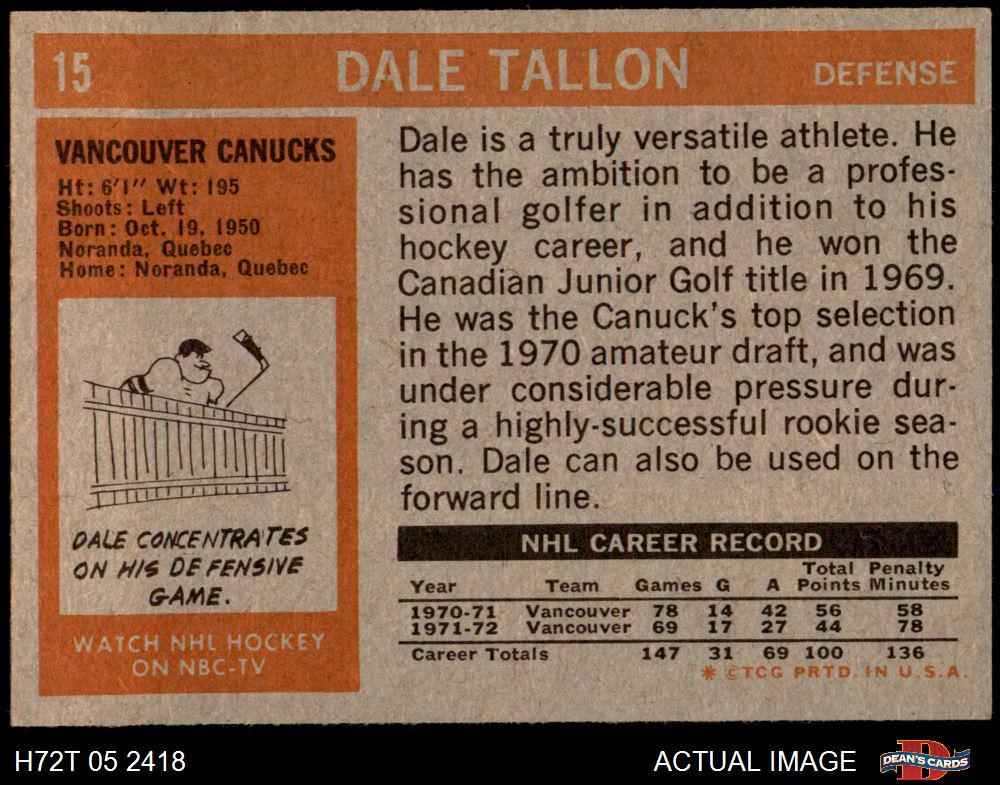 15 DALE TALLON DEFENSE
VANCOUVER CANUCKS
Ht: 6'1" Wt: 195
Shoots: Left
Born: Oct. 19, 1950
Noranda, Quebec
Home: Noranda, Quebec
DALE CONCENTRATES
ON HIS DEFENSIVE
GAME.
WATCH NHL HOCKEY
ON NBC-TV
Dale is a truly versatile athlete. He
has the ambition to be a profes-
sional golfer in addition to his
hockey career, and he won the
Canadian Junior Golf title in 1969.
He was the Canuck's top selection
in the 1970 amateur draft, and was
under considerable pressure dur-
ing a highly-successful rookie sea-
son. Dale can also be used on the
forward line.
NHL CAREER RECORD
Total Penalty
Year Team Games G A Points Minutes
1970-71 Vancouver 78 14 42 56 58
1971-72 Vancouver 69 17 27 44 78
Career Totals 147 31 69 100 136
* ©TCG PRTD. IN U.S.A.
H72T 05 2418 ACTUAL IMAGE D DEAN'S CARDS